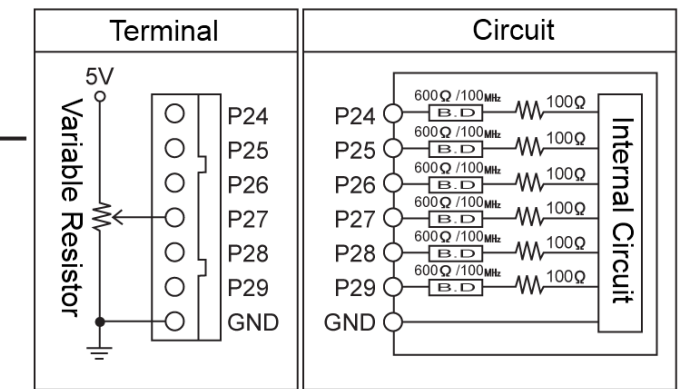 Terminal
Circuit
5V
Variable Resistor
P24
P25
P26
P27
P28
P29
GND
P24 600Ω/100MHz B.D 100Ω
P25 600Ω/100MHz B.D 100Ω
P26 600Ω/100MHz B.D 100Ω
P27 600Ω/100MHz B.D 100Ω
P28 600Ω/100MHz B.D 100Ω
P29 600Ω/100MHz B.D 100Ω
GND
Internal Circuit